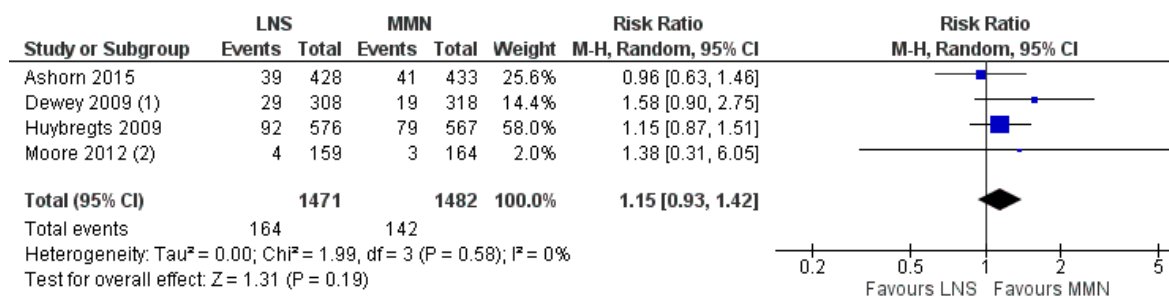 LNS MMN Risk Ratio Risk Ratio
Study or Subgroup Events Total Events Total Weight M-H, Random, 95% CI M-H, Random, 95% CI
Ashorn 2015 39 428 41 433 25.6% 0.96 [0.63, 1.46]
Dewey 2009 (1) 29 308 19 318 14.4% 1.58 [0.90, 2.75]
Huybregts 2009 92 576 79 567 58.0% 1.15 [0.87, 1.51]
Moore 2012 (2) 4 159 3 164 2.0% 1.38 [0.31, 6.05]
Total (95% CI) 1471 1482 100.0% 1.15 [0.93, 1.42]
Total events 164 142
Heterogeneity: Tau² = 0.00; Chi² = 1.99, df = 3 (P = 0.58); I² = 0%
Test for overall effect: Z = 1.31 (P = 0.19)
0.2 0.5 1 2 5
Favours LNS Favours MMN